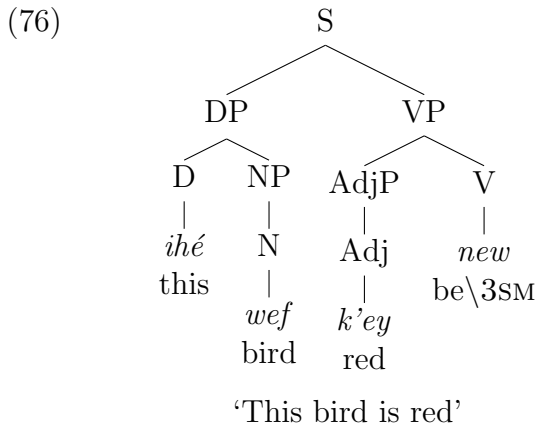 (76) S
DP VP
D NP AdjP V
ihé N Adj new
this be\3SM
wef k'ey
bird red
‘This bird is red’